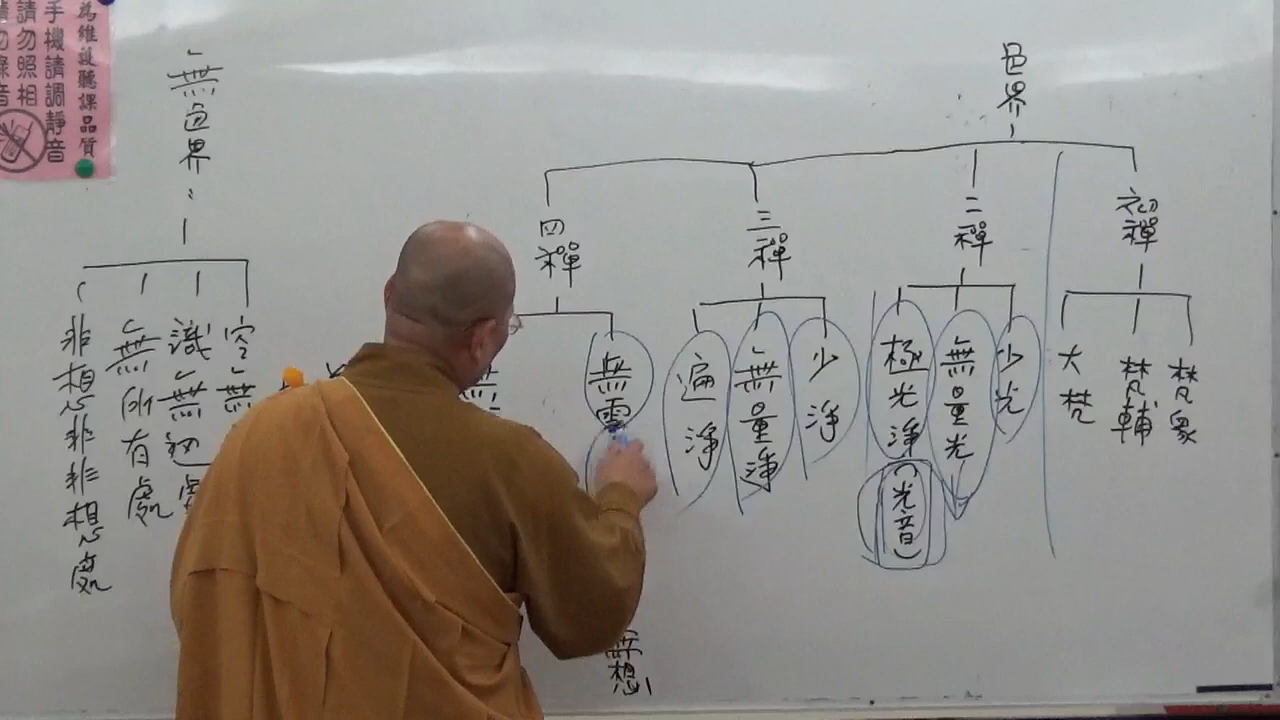 為維護聽課品質
手機請調靜音
請勿照相
請勿錄音
色界：
初禪
梵眾
梵輔
大梵
二禪
少光
無量光
極光淨
（光音）
三禪
少淨
無量淨
遍淨
四禪
無雲
無想
無色界：
空無
識無邊處
無所有處
非想非非想處